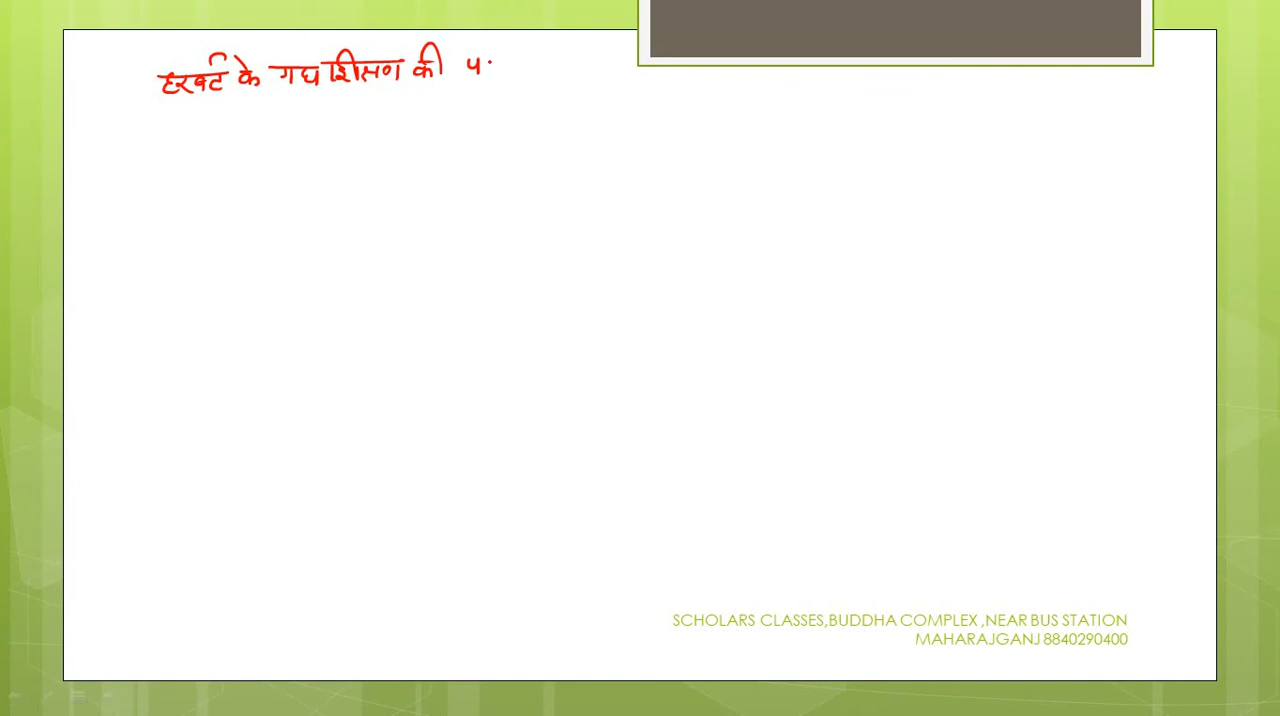 हरबर्ट के गद्य शिक्षण की प
SCHOLARS CLASSES,BUDDHA COMPLEX ,NEAR BUS STATION
MAHARAJGANJ 8840290400